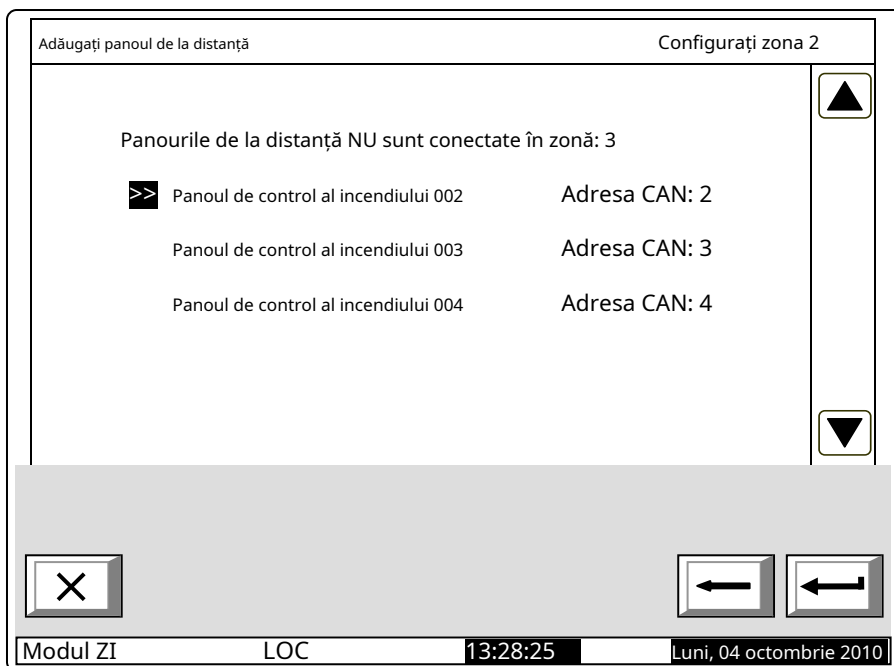 Adăugați panoul de la distanță Configurați zona 2
Panourile de la distanță NU sunt conectate în zonă: 3
>> Panoul de control al incendiului 002 Adresa CAN: 2
Panoul de control al incendiului 003 Adresa CAN: 3
Panoul de control al incendiului 004 Adresa CAN: 4
Modul ZI LOC 13:28:25 Luni, 04 octombrie 2010